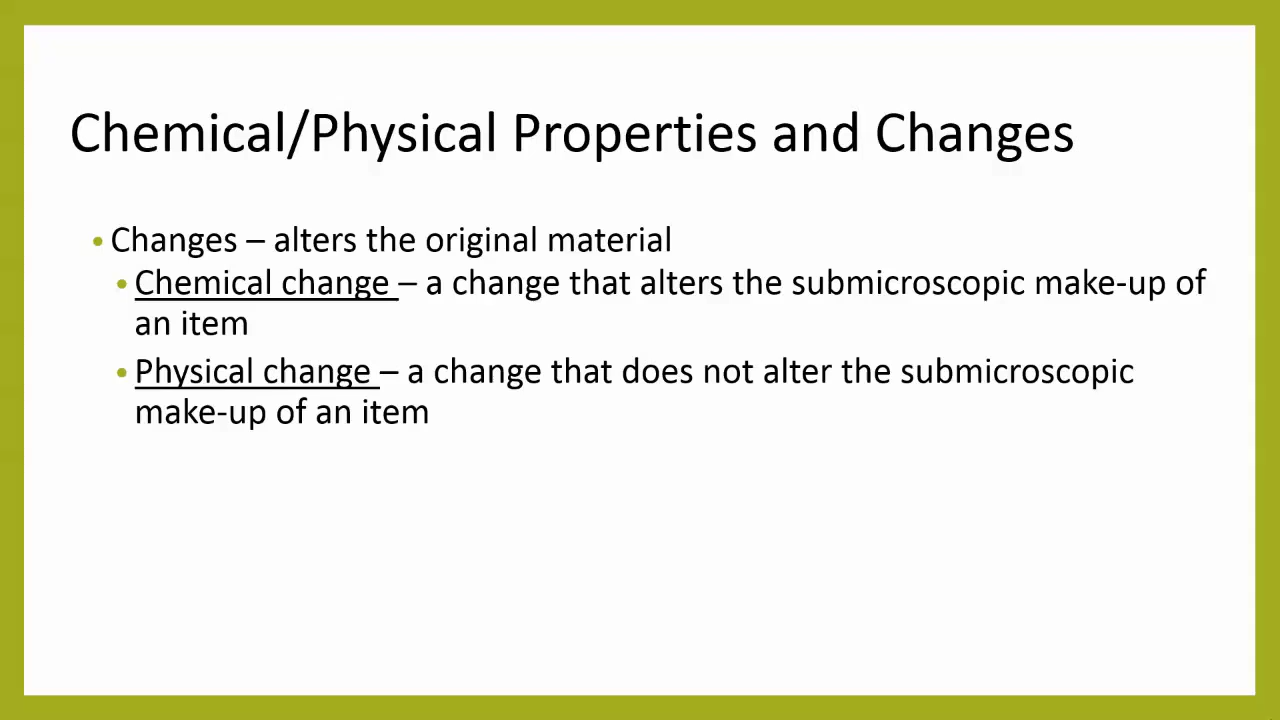 Chemical/Physical Properties and Changes
• Changes – alters the original material
• Chemical change – a change that alters the submicroscopic make-up of
an item
• Physical change – a change that does not alter the submicroscopic
make-up of an item